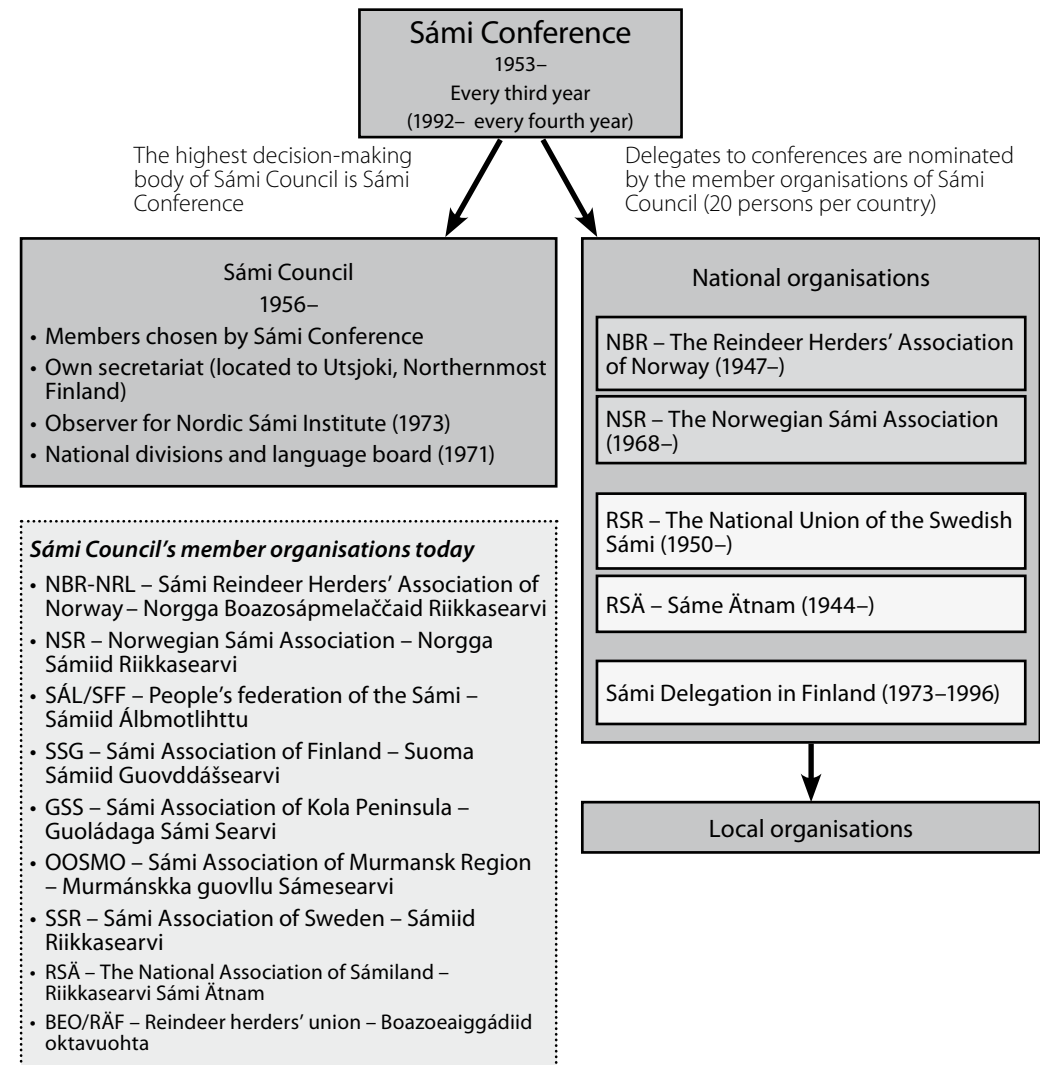 Sámi Conference
1953–
Every third year
(1992– every fourth year)
The highest decision-making
body of Sámi Council is Sámi
Conference
Delegates to conferences are nominated
by the member organisations of Sámi
Council (20 persons per country)
Sámi Council
1956–
• Members chosen by Sámi Conference
• Own secretariat (located to Utsjoki, Northernmost
Finland)
• Observer for Nordic Sámi Institute (1973)
• National divisions and language board (1971)
National organisations
NBR – The Reindeer Herders’ Association
of Norway (1947–)
NSR – The Norwegian Sámi Association
(1968–)
RSR – The National Union of the Swedish
Sámi (1950–)
RSÄ – Sáme Ätnam (1944–)
Sámi Delegation in Finland (1973–1996)
Local organisations
Sámi Council’s member organisations today
• NBR-NRL – Sámi Reindeer Herders’ Association of
Norway – Norgga Boazosápmelaččaid Riikkasearvi
• NSR – Norwegian Sámi Association – Norgga
Sámiid Riikkasearvi
• SÁL/SFF – People’s federation of the Sámi –
Sámiid Álbmotlihttu
• SSG – Sámi Association of Finland – Suoma
Sámiid Guovddášsearvi
• GSS – Sámi Association of Kola Peninsula –
Guoládaga Sámi Searvi
• OOSMO – Sámi Association of Murmansk Region
– Murmánskka guovllu Sámesearvi
• SSR – Sámi Association of Sweden – Sámiid
Riikkasearvi
• RSÄ – The National Association of Sámiland –
Riikkasearvi Sámi Ätnam
• BEO/RÄF – Reindeer herders’ union – Boazoeaiggádiid
oktavuohta